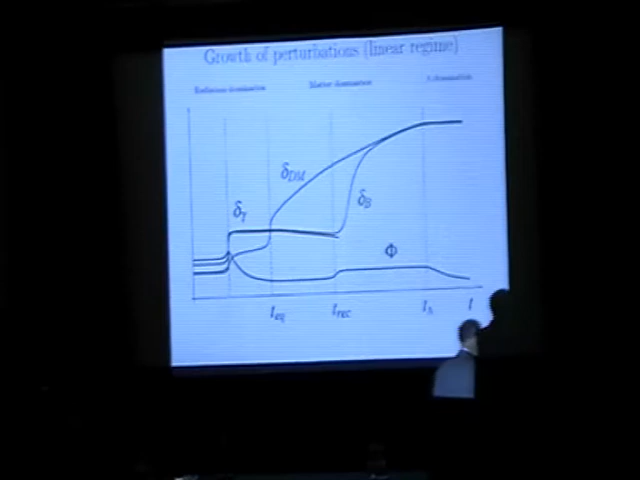 Growth of perturbations (linear regime)
Radiation domination Matter domination Λ domination
δ_DM
δ_γ
δ_B
Φ
t_eq t_rec t_Λ t